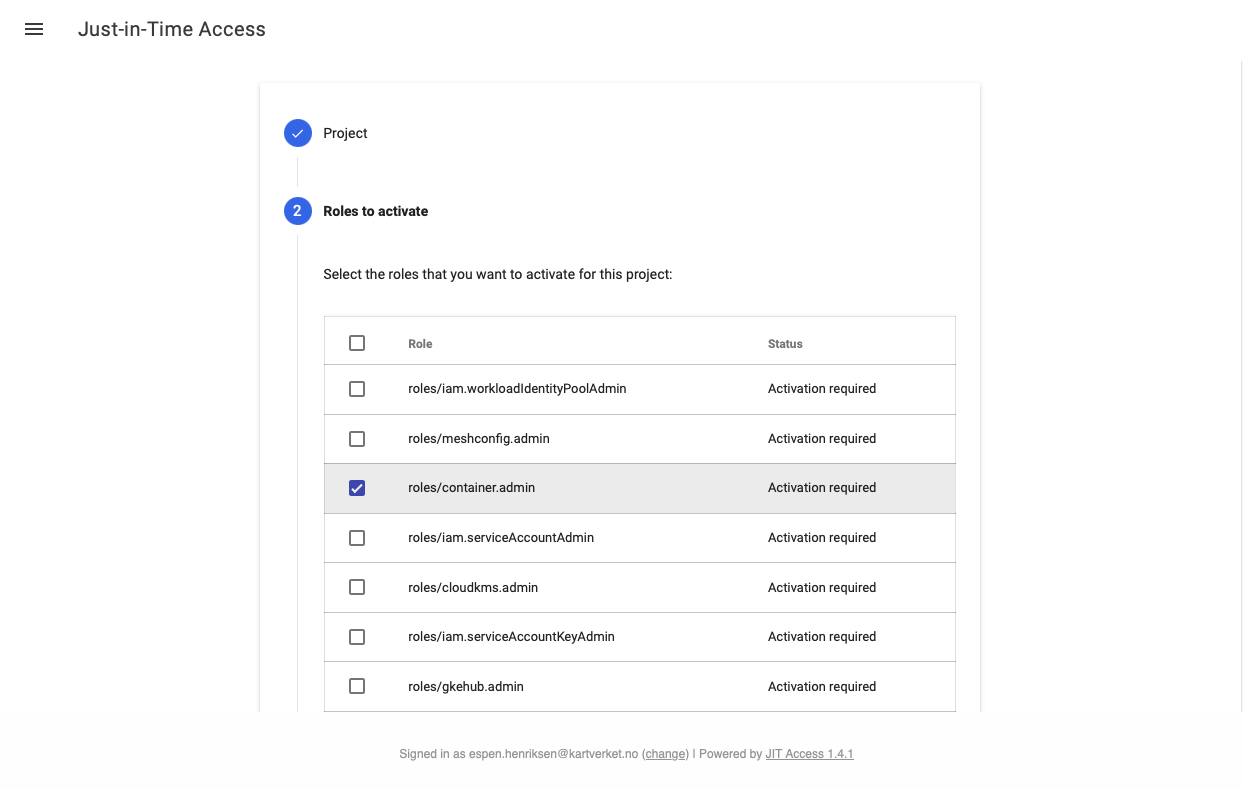 Just-in-Time Access
Project
2 Roles to activate
Select the roles that you want to activate for this project:
Role Status
roles/iam.workloadIdentityPoolAdmin Activation required
roles/meshconfig.admin Activation required
roles/container.admin Activation required
roles/iam.serviceAccountAdmin Activation required
roles/cloudkms.admin Activation required
roles/iam.serviceAccountKeyAdmin Activation required
roles/gkehub.admin Activation required
Signed in as espen.henriksen@kartverket.no (change) | Powered by JIT Access 1.4.1